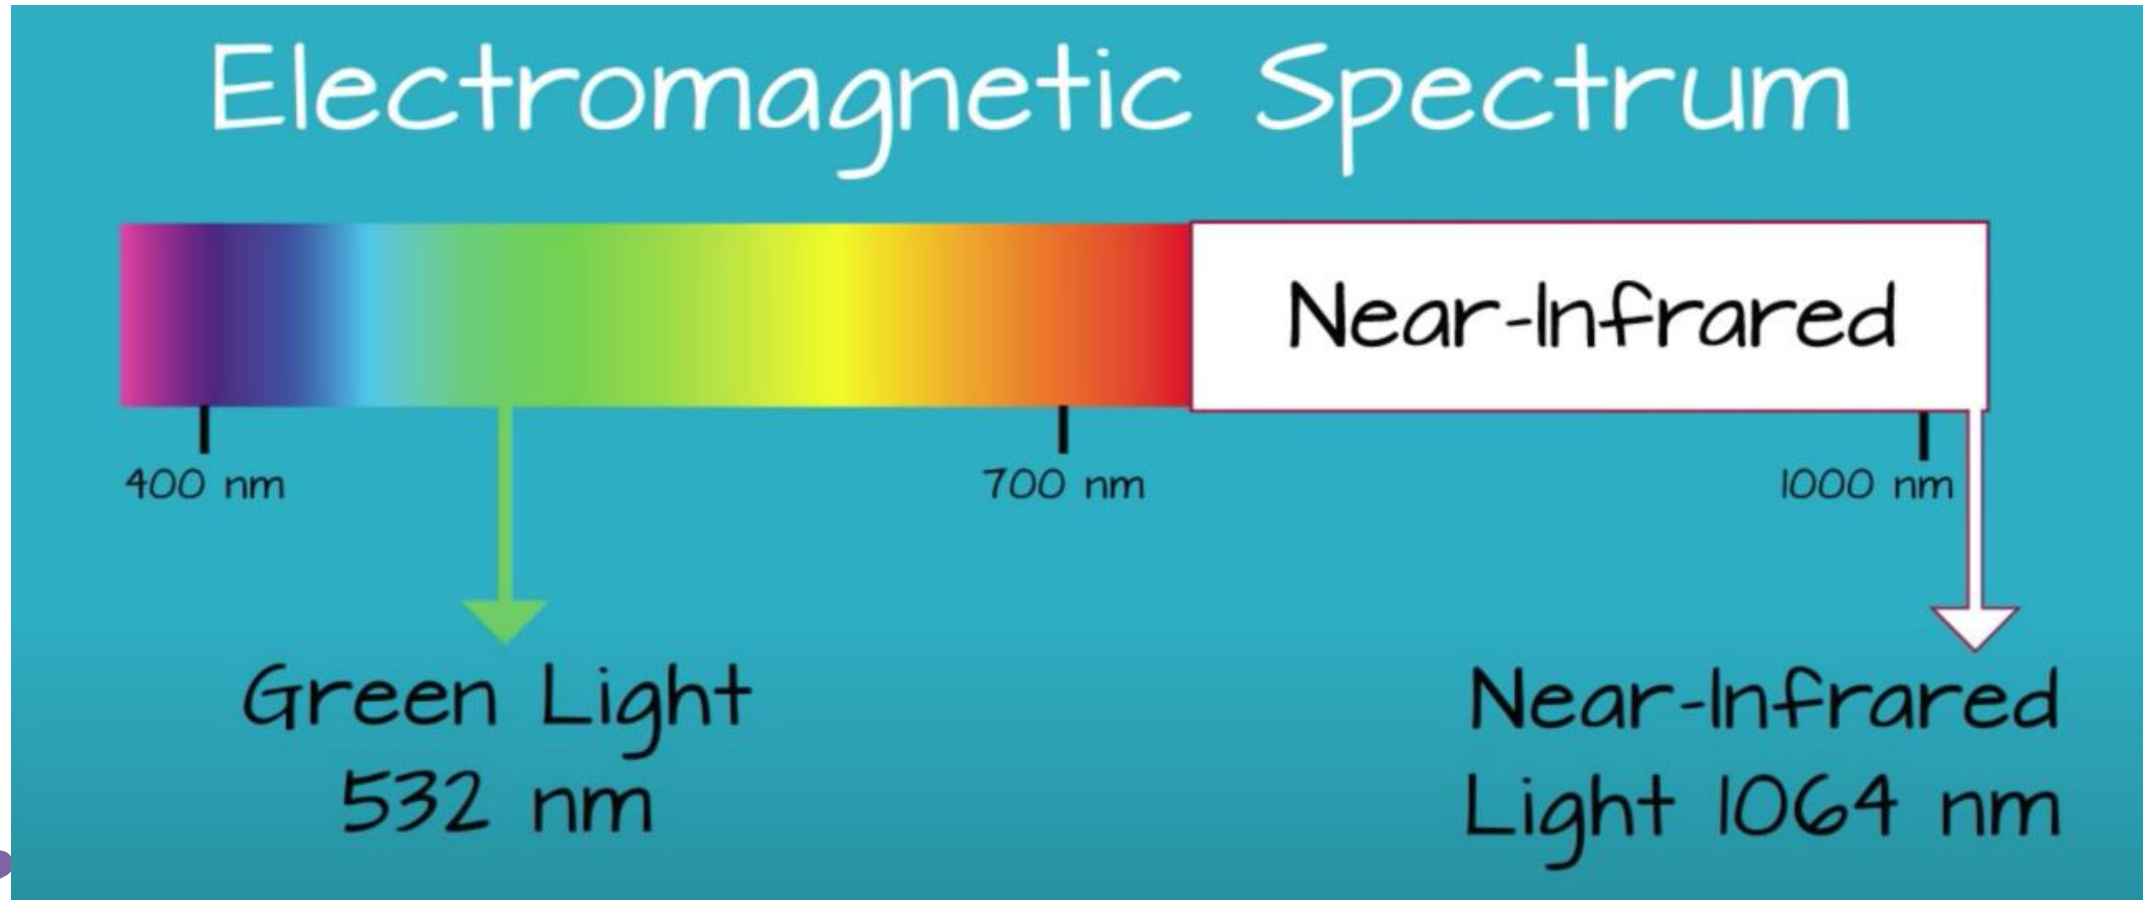 Electromagnetic Spectrum
Near-Infrared
400 nm
700 nm
1000 nm
Green Light
532 nm
Near-Infrared
Light 1064 nm